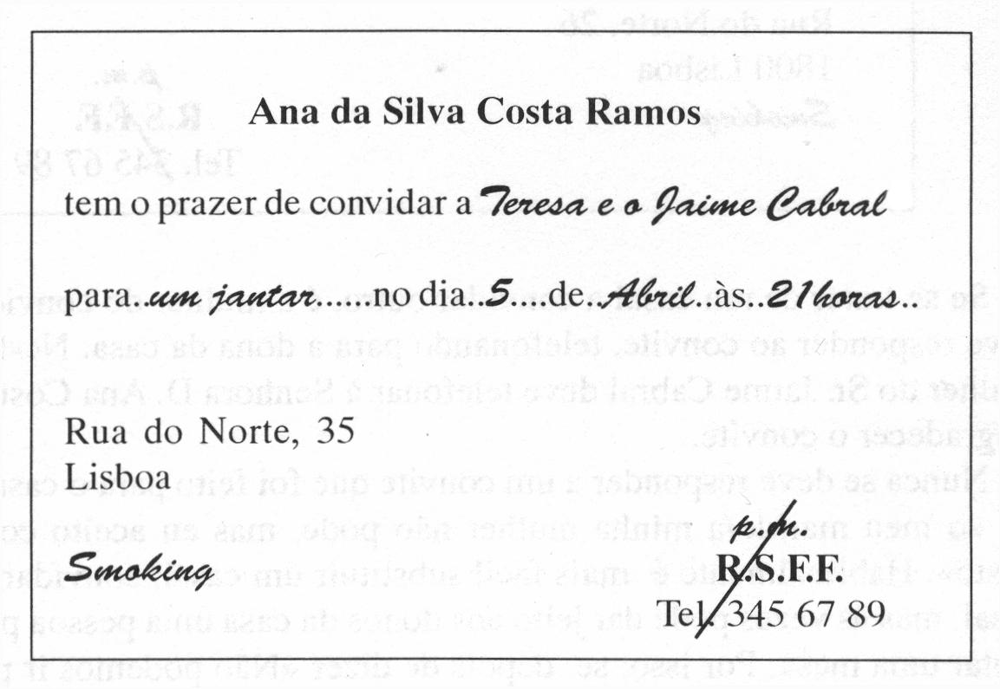 Ana da Silva Costa Ramos
tem o prazer de convidar a Teresa e o Jaime Cabral
para..um jantar......no dia..5....de..Abril..às..21horas..
Rua do Norte, 35
Lisboa
p.m.
Smoking
R.S.F.F.
Tel. 345 67 89